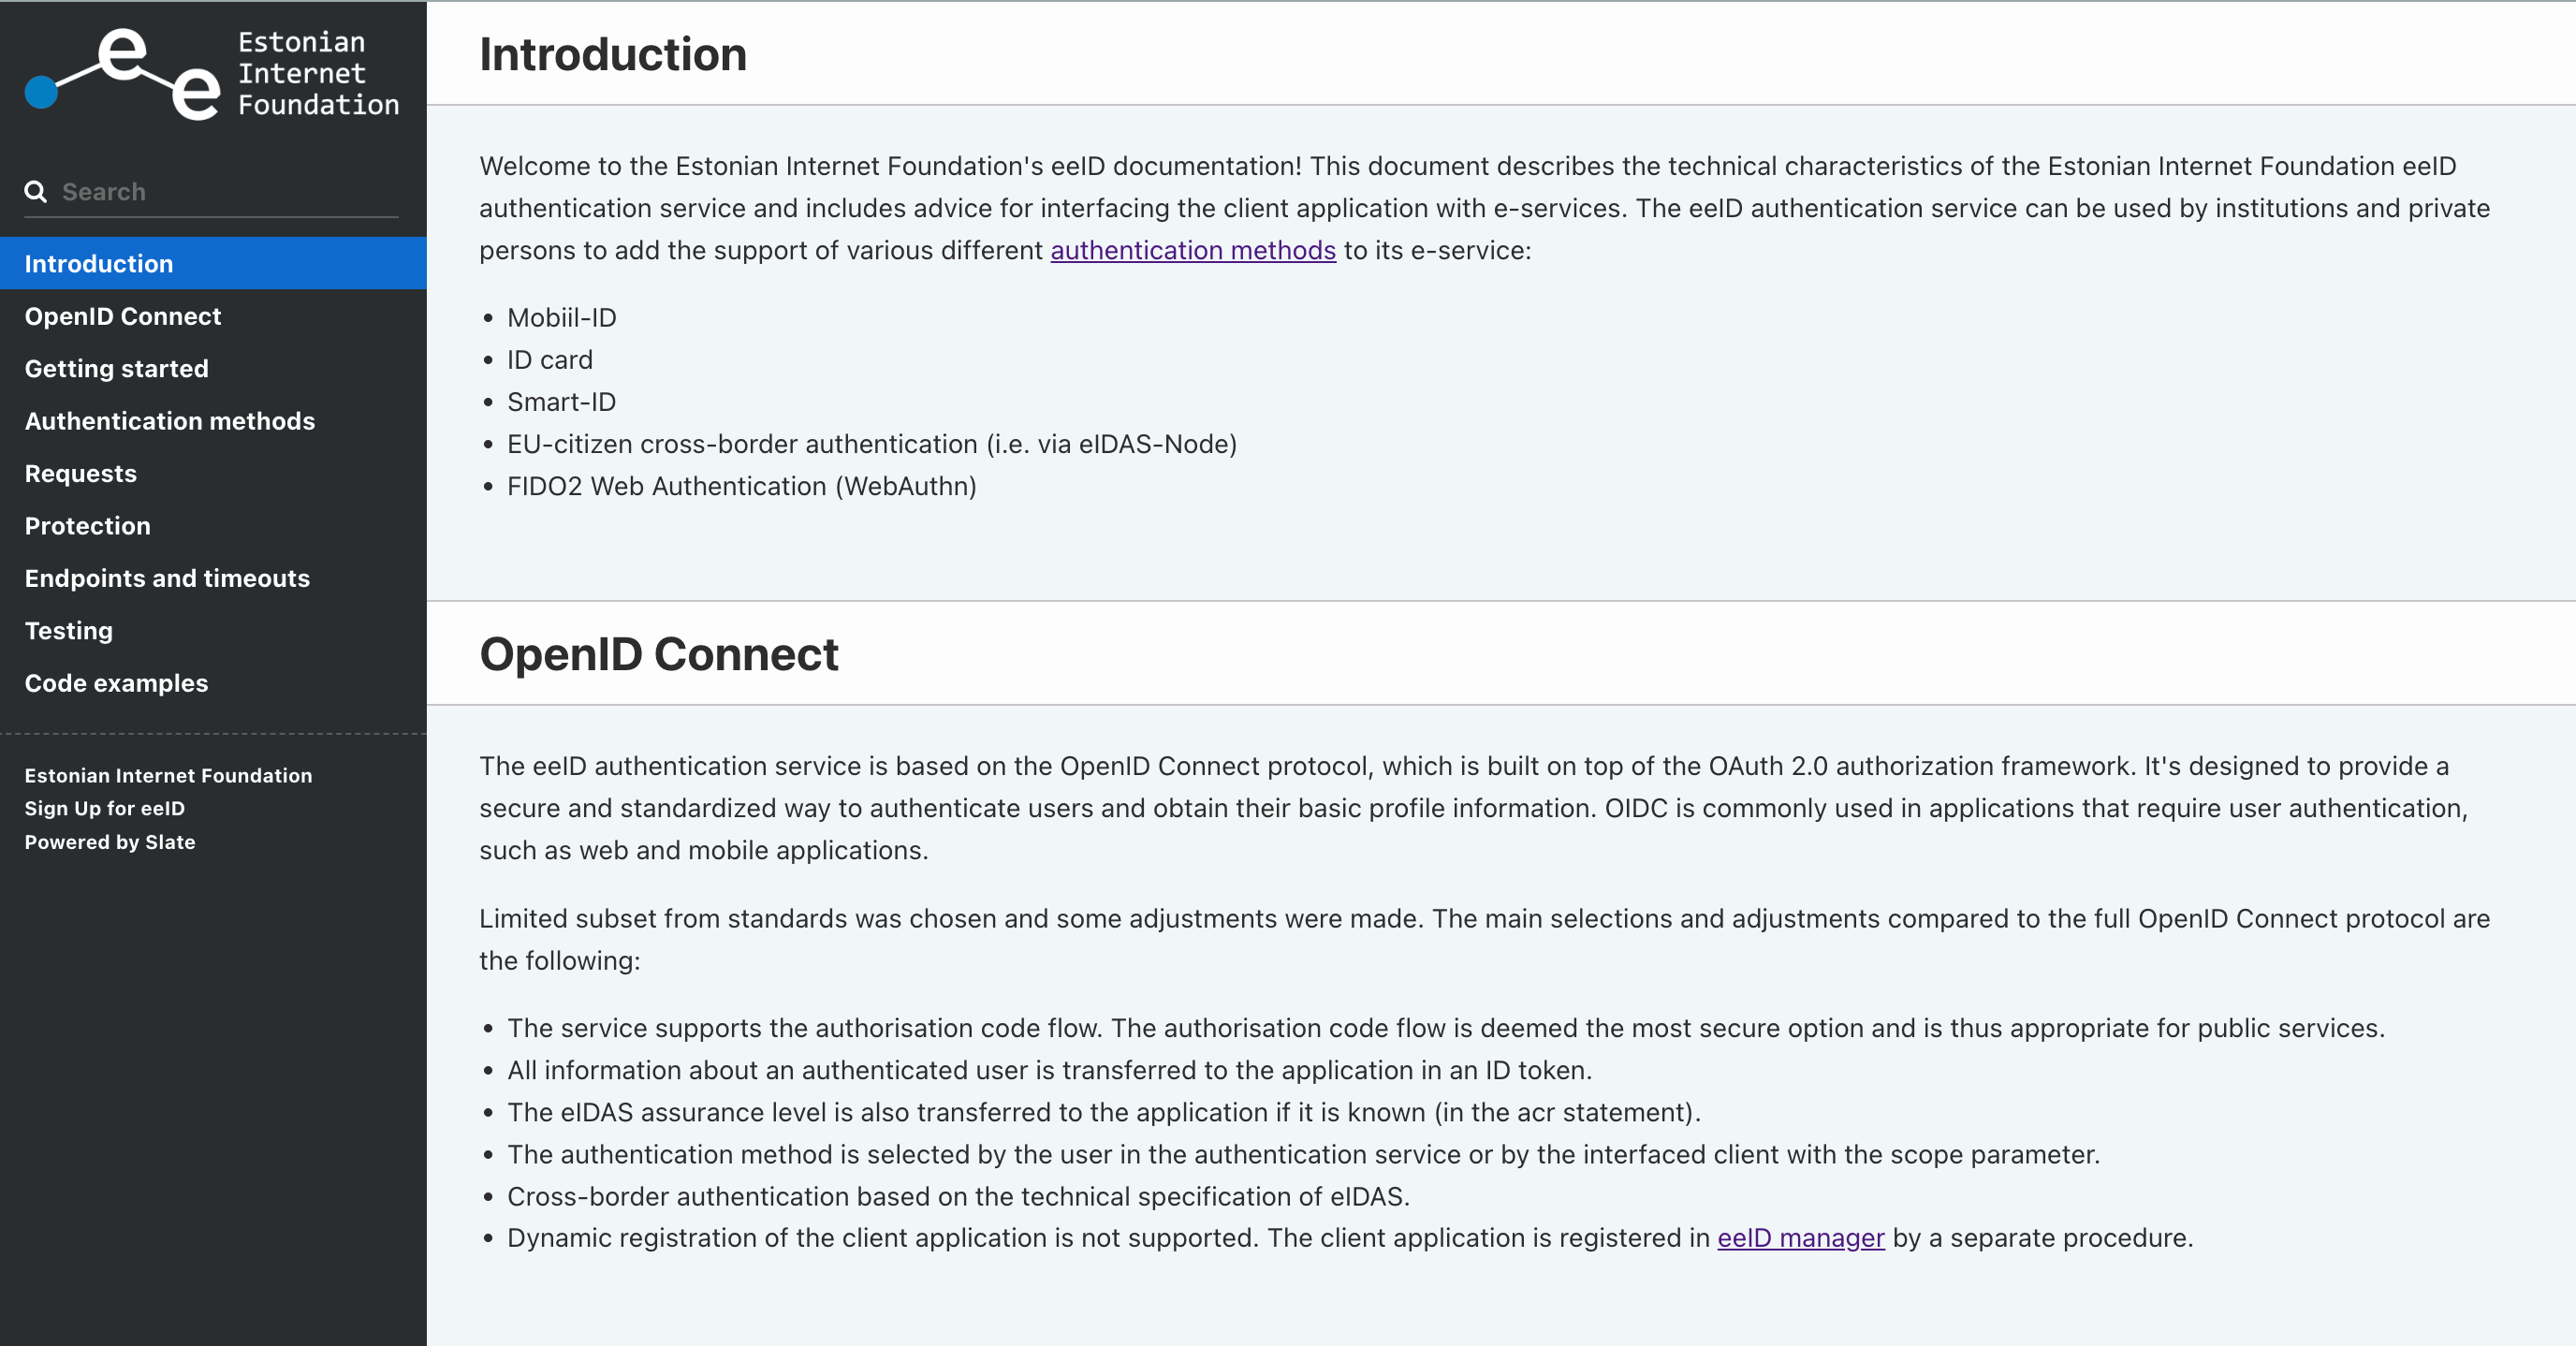 Estonian
Internet
Foundation
Search
Introduction
OpenID Connect
Getting started
Authentication methods
Requests
Protection
Endpoints and timeouts
Testing
Code examples
Estonian Internet Foundation
Sign Up for eeID
Powered by Slate
Introduction
Welcome to the Estonian Internet Foundation's eeID documentation! This document describes the technical characteristics of the Estonian Internet Foundation eeID
authentication service and includes advice for interfacing the client application with e-services. The eeID authentication service can be used by institutions and private
persons to add the support of various different authentication methods to its e-service:
• Mobiil-ID
• ID card
• Smart-ID
• EU-citizen cross-border authentication (i.e. via eIDAS-Node)
• FIDO2 Web Authentication (WebAuthn)
OpenID Connect
The eeID authentication service is based on the OpenID Connect protocol, which is built on top of the OAuth 2.0 authorization framework. It's designed to provide a
secure and standardized way to authenticate users and obtain their basic profile information. OIDC is commonly used in applications that require user authentication,
such as web and mobile applications.
Limited subset from standards was chosen and some adjustments were made. The main selections and adjustments compared to the full OpenID Connect protocol are
the following:
• The service supports the authorisation code flow. The authorisation code flow is deemed the most secure option and is thus appropriate for public services.
• All information about an authenticated user is transferred to the application in an ID token.
• The eIDAS assurance level is also transferred to the application if it is known (in the acr statement).
• The authentication method is selected by the user in the authentication service or by the interfaced client with the scope parameter.
• Cross-border authentication based on the technical specification of eIDAS.
• Dynamic registration of the client application is not supported. The client application is registered in eeID manager by a separate procedure.